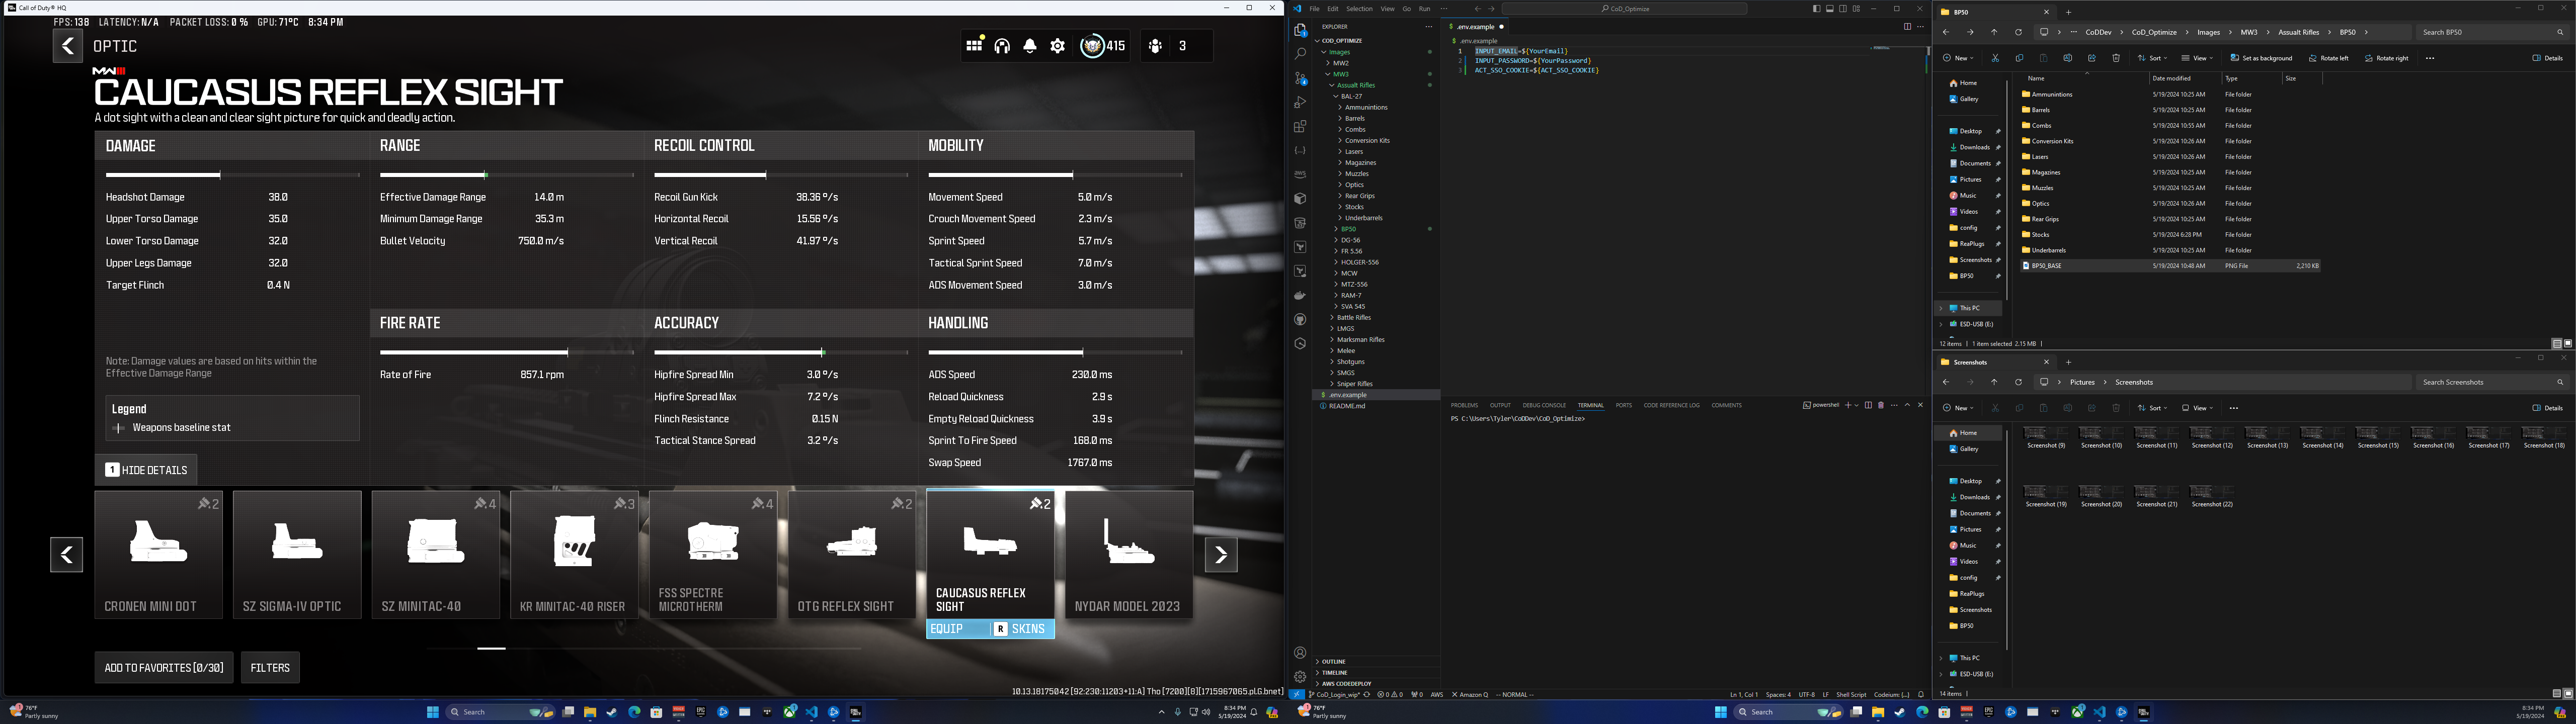 Call of Duty® HQ
FPS: 138 LATENCY: N/A PACKET LOSS: 0 % GPU: 71°C 8:34 PM
OPTIC
415
3
MWIII
CAUCASUS REFLEX SIGHT
A dot sight with a clean and clear sight picture for quick and deadly action.
DAMAGE
Headshot Damage 38.0
Upper Torso Damage 35.0
Lower Torso Damage 32.0
Upper Legs Damage 32.0
Target Flinch 0.4 N
Note: Damage values are based on hits within the
Effective Damage Range
Legend
Weapons baseline stat
RANGE
Effective Damage Range 14.0 m
Minimum Damage Range 35.3 m
Bullet Velocity 750.0 m/s
RECOIL CONTROL
Recoil Gun Kick 38.36 º/s
Horizontal Recoil 15.56 º/s
Vertical Recoil 41.97 º/s
MOBILITY
Movement Speed 5.0 m/s
Crouch Movement Speed 2.3 m/s
Sprint Speed 5.7 m/s
Tactical Sprint Speed 7.0 m/s
ADS Movement Speed 3.0 m/s
FIRE RATE
Rate of Fire 857.1 rpm
ACCURACY
Hipfire Spread Min 3.0 º/s
Hipfire Spread Max 7.2 º/s
Flinch Resistance 0.15 N
Tactical Stance Spread 3.2 º/s
HANDLING
ADS Speed 230.0 ms
Reload Quickness 2.9 s
Empty Reload Quickness 3.9 s
Sprint To Fire Speed 168.0 ms
Swap Speed 1767.0 ms
1 HIDE DETAILS
.2
CRONEN MINI DOT
SZ SIGMA-IV OPTIC
.4
SZ MINITAC-40
.3
KR MINITAC-40 RISER
.4
FSS SPECTRE
MICROTHERM
.2
OTG REFLEX SIGHT
.2
CAUCASUS REFLEX
SIGHT
EQUIP R SKINS
NYDAR MODEL 2023
ADD TO FAVORITES [0/30]
FILTERS
10.13.18175042 [92:230:11203+11:A] Tho [7200][8][1715967065.pl.G.bnet]
76°F
Partly sunny
Search
8:34 PM
5/19/2024
File Edit Selection View Go Run ···
CoD_Optimize
EXPLORER
COD_OPTIMIZE
Images
MW2
MW3
Assualt Rifles
BAL-27
Ammunintions
Barrels
Combs
Conversion Kits
Lasers
Magazines
Muzzles
Optics
Rear Grips
Stocks
Underbarrels
BP50
DG-56
FR 5.56
HOLGER-556
MCW
MTZ-556
RAM-7
SVA 545
Battle Rifles
LMGS
Marksman Rifles
Melee
Shotguns
SMGS
Sniper Rifles
$ .env.example
README.md
OUTLINE
TIMELINE
AWS CODEDEPLOY
$ .env.example
$ .env.example
1 INPUT_EMAIL=${YourEmail}
2 INPUT_PASSWORD=${YourPassword}
3 ACT_SSO_COOKIE=${ACT_SSO_COOKIE}
PROBLEMS OUTPUT DEBUG CONSOLE TERMINAL PORTS CODE REFERENCE LOG COMMENTS
powershell
PS C:\Users\Tyler\CoDDev\CoD_Optimize>
CoD_Login_wip* 0 0 0 AWS Amazon Q -- NORMAL -- Ln 1, Col 1 Spaces: 4 UTF-8 LF Shell Script Codeium: {...}
76°F
Partly sunny
Search
8:34 PM
5/19/2024
BP50
··· CoDDev > CoD_Optimize > Images > MW3 > Assualt Rifles > BP50 >
Search BP50
New Sort View Set as background Rotate left Rotate right ··· Details
Home
Gallery
Desktop
Downloads
Documents
Pictures
Music
Videos
config
ReaPlugs
Screenshots
BP50
This PC
ESD-USB (E:)
Name Date modified Type Size
Ammunintions 5/19/2024 10:25 AM File folder
Barrels 5/19/2024 10:25 AM File folder
Combs 5/19/2024 10:55 AM File folder
Conversion Kits 5/19/2024 10:26 AM File folder
Lasers 5/19/2024 10:26 AM File folder
Magazines 5/19/2024 10:25 AM File folder
Muzzles 5/19/2024 10:25 AM File folder
Optics 5/19/2024 10:26 AM File folder
Rear Grips 5/19/2024 10:25 AM File folder
Stocks 5/19/2024 6:28 PM File folder
Underbarrels 5/19/2024 10:25 AM File folder
BP50_BASE 5/19/2024 10:48 AM PNG File 2,210 KB
12 items 1 item selected 2.15 MB
Screenshots
Pictures > Screenshots
Search Screenshots
New Sort View ··· Details
Home
Gallery
Desktop
Downloads
Documents
Pictures
Music
Videos
config
ReaPlugs
Screenshots
BP50
This PC
ESD-USB (E:)
Screenshot (9) Screenshot (10) Screenshot (11) Screenshot (12) Screenshot (13) Screenshot (14) Screenshot (15) Screenshot (16) Screenshot (17) Screenshot (18)
Screenshot (19) Screenshot (20) Screenshot (21) Screenshot (22)
14 items